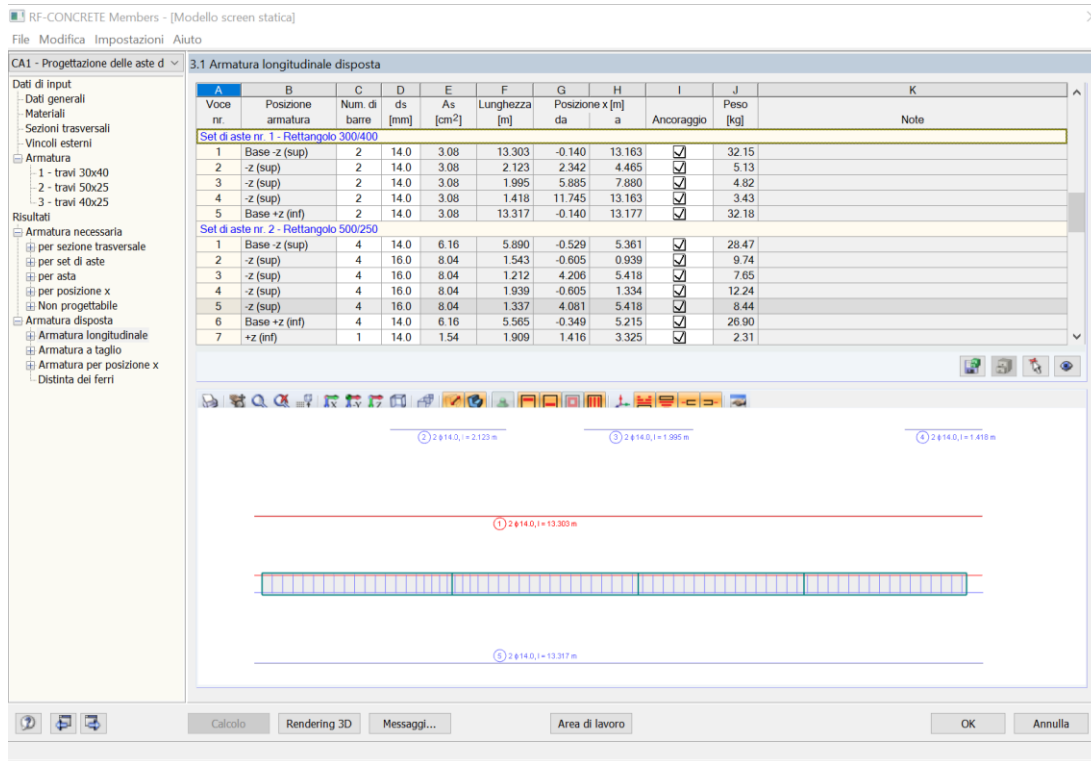 RF-CONCRETE Members - [Modello screen statica]
File Modifica Impostazioni Aiuto
CA1 - Progettazione delle aste d
3.1 Armatura longitudinale disposta
Dati di input
Dati generali
Materiali
Sezioni trasversali
Vincoli esterni
Armatura
1 - travi 30x40
2 - travi 50x25
3 - travi 40x25
Risultati
Armatura necessaria
per sezione trasversale
per set di aste
per asta
per posizione x
Non progettabile
Armatura disposta
Armatura longitudinale
Armatura a taglio
Armatura per posizione x
Distinta dei ferri
A B C D E F G H I J K
Voce Posizione Num. di ds As Lunghezza Posizione x [m] Peso
nr. armatura barre [mm] [cm2] [m] da a Ancoraggio [kg] Note
Set di aste nr. 1 - Rettangolo 300/400
1 Base -z (sup) 2 14.0 3.08 13.303 -0.140 13.163 32.15
2 -z (sup) 2 14.0 3.08 2.123 2.342 4.465 5.13
3 -z (sup) 2 14.0 3.08 1.995 5.885 7.880 4.82
4 -z (sup) 2 14.0 3.08 1.418 11.745 13.163 3.43
5 Base +z (inf) 2 14.0 3.08 13.317 -0.140 13.177 32.18
Set di aste nr. 2 - Rettangolo 500/250
1 Base -z (sup) 4 14.0 6.16 5.890 -0.529 5.361 28.47
2 -z (sup) 4 16.0 8.04 1.543 -0.605 0.939 9.74
3 -z (sup) 4 16.0 8.04 1.212 4.206 5.418 7.65
4 -z (sup) 4 16.0 8.04 1.939 -0.605 1.334 12.24
5 -z (sup) 4 16.0 8.04 1.337 4.081 5.418 8.44
6 Base +z (inf) 4 14.0 6.16 5.565 -0.349 5.215 26.90
7 +z (inf) 1 14.0 1.54 1.909 1.416 3.325 2.31
2 2 ϕ 14.0, l = 2.123 m
3 2 ϕ 14.0, l = 1.995 m
4 2 ϕ 14.0, l = 1.418 m
1 2 ϕ 14.0, l = 13.303 m
5 2 ϕ 14.0, l = 13.317 m
Calcolo
Rendering 3D
Messaggi...
Area di lavoro
OK
Annulla